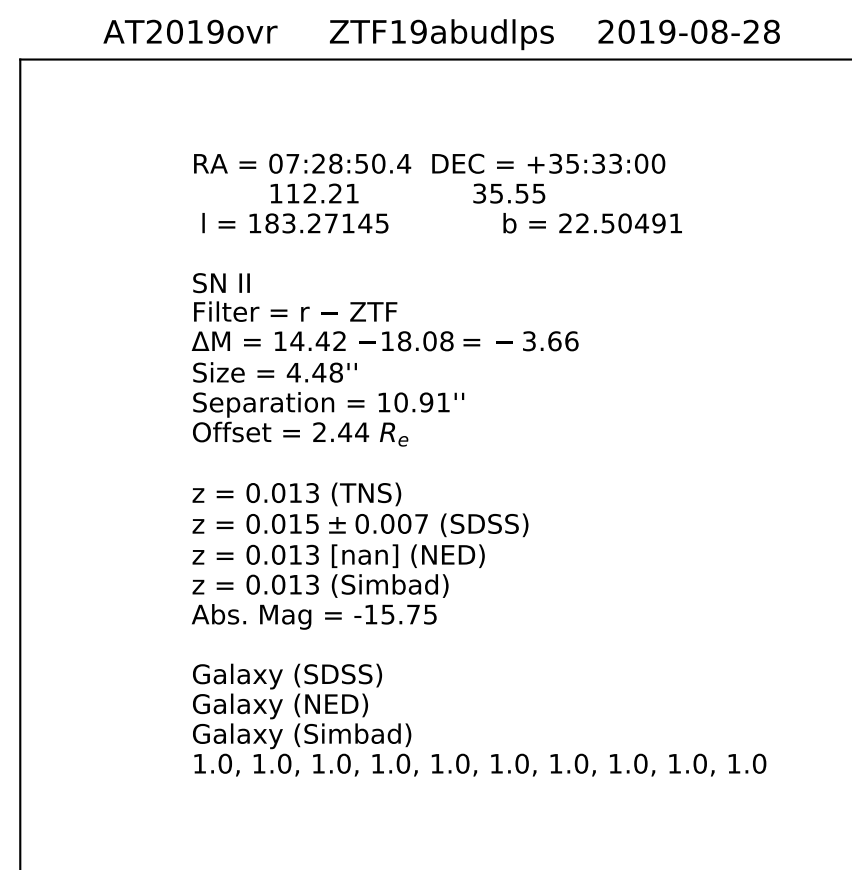 AT2019ovr ZTF19abudlps 2019-08-28
RA = 07:28:50.4 DEC = +35:33:00
112.21 35.55
l = 183.27145 b = 22.50491
SN II
Filter = r − ZTF
ΔM = 14.42 −18.08 = − 3.66
Size = 4.48''
Separation = 10.91''
Offset = 2.44 Rₑ
z = 0.013 (TNS)
z = 0.015 ± 0.007 (SDSS)
z = 0.013 [nan] (NED)
z = 0.013 (Simbad)
Abs. Mag = -15.75
Galaxy (SDSS)
Galaxy (NED)
Galaxy (Simbad)
1.0, 1.0, 1.0, 1.0, 1.0, 1.0, 1.0, 1.0, 1.0, 1.0